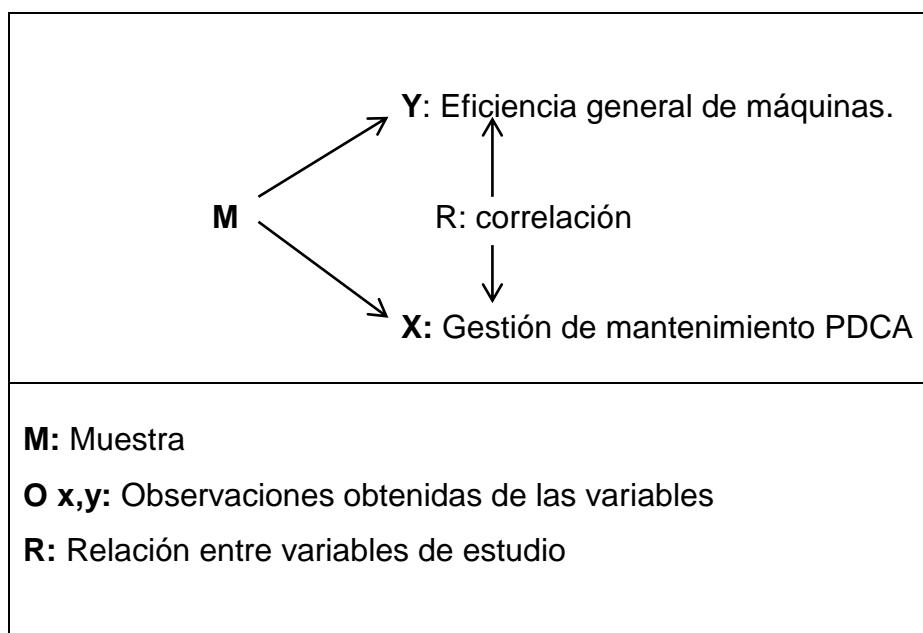 Y: Eficiencia general de máquinas.
M
R: correlación
X: Gestión de mantenimiento PDCA
M: Muestra
O x,y: Observaciones obtenidas de las variables
R: Relación entre variables de estudio